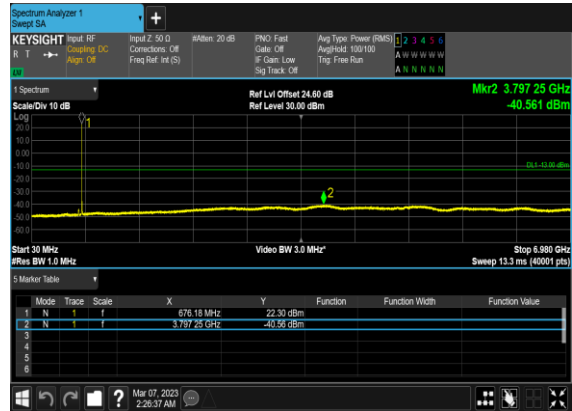 Spectrum Analyzer 1
Swept SA
+
KEYSIGHT Input: RF Input Z: 50 Ω #Atten: 20 dB PNO: Fast Avg Type: Power (RMS) 1 2 3 4 5 6
R T Coupling: DC Corrections: Off Gate: Off Avg|Hold: 100/100 A W W W W W
Align: Off Freq Ref: Int (S) IF Gain: Low Trig: Free Run
Sig Track: Off A N N N N N
1 Spectrum
Ref Lvl Offset 24.60 dB Mkr2 3.797 25 GHz
Scale/Div 10 dB Ref Level 30.00 dBm -40.561 dBm
Log
1
20.0
10.0
0.00
-10.0
DL1 -13.00 dBm
-20.0
-30.0
2
-40.0
-50.0
-60.0
Start 30 MHz Video BW 3.0 MHz* Stop 6.980 GHz
#Res BW 1.0 MHz Sweep 13.3 ms (40001 pts)
5 Marker Table
Mode Trace Scale X Y Function Function Width Function Value
1 N 1 f 676.18 MHz 22.30 dBm
2 N 1 f 3.797 25 GHz -40.56 dBm
3
4
5
6
? Mar 07, 2023
2:26:37 AM